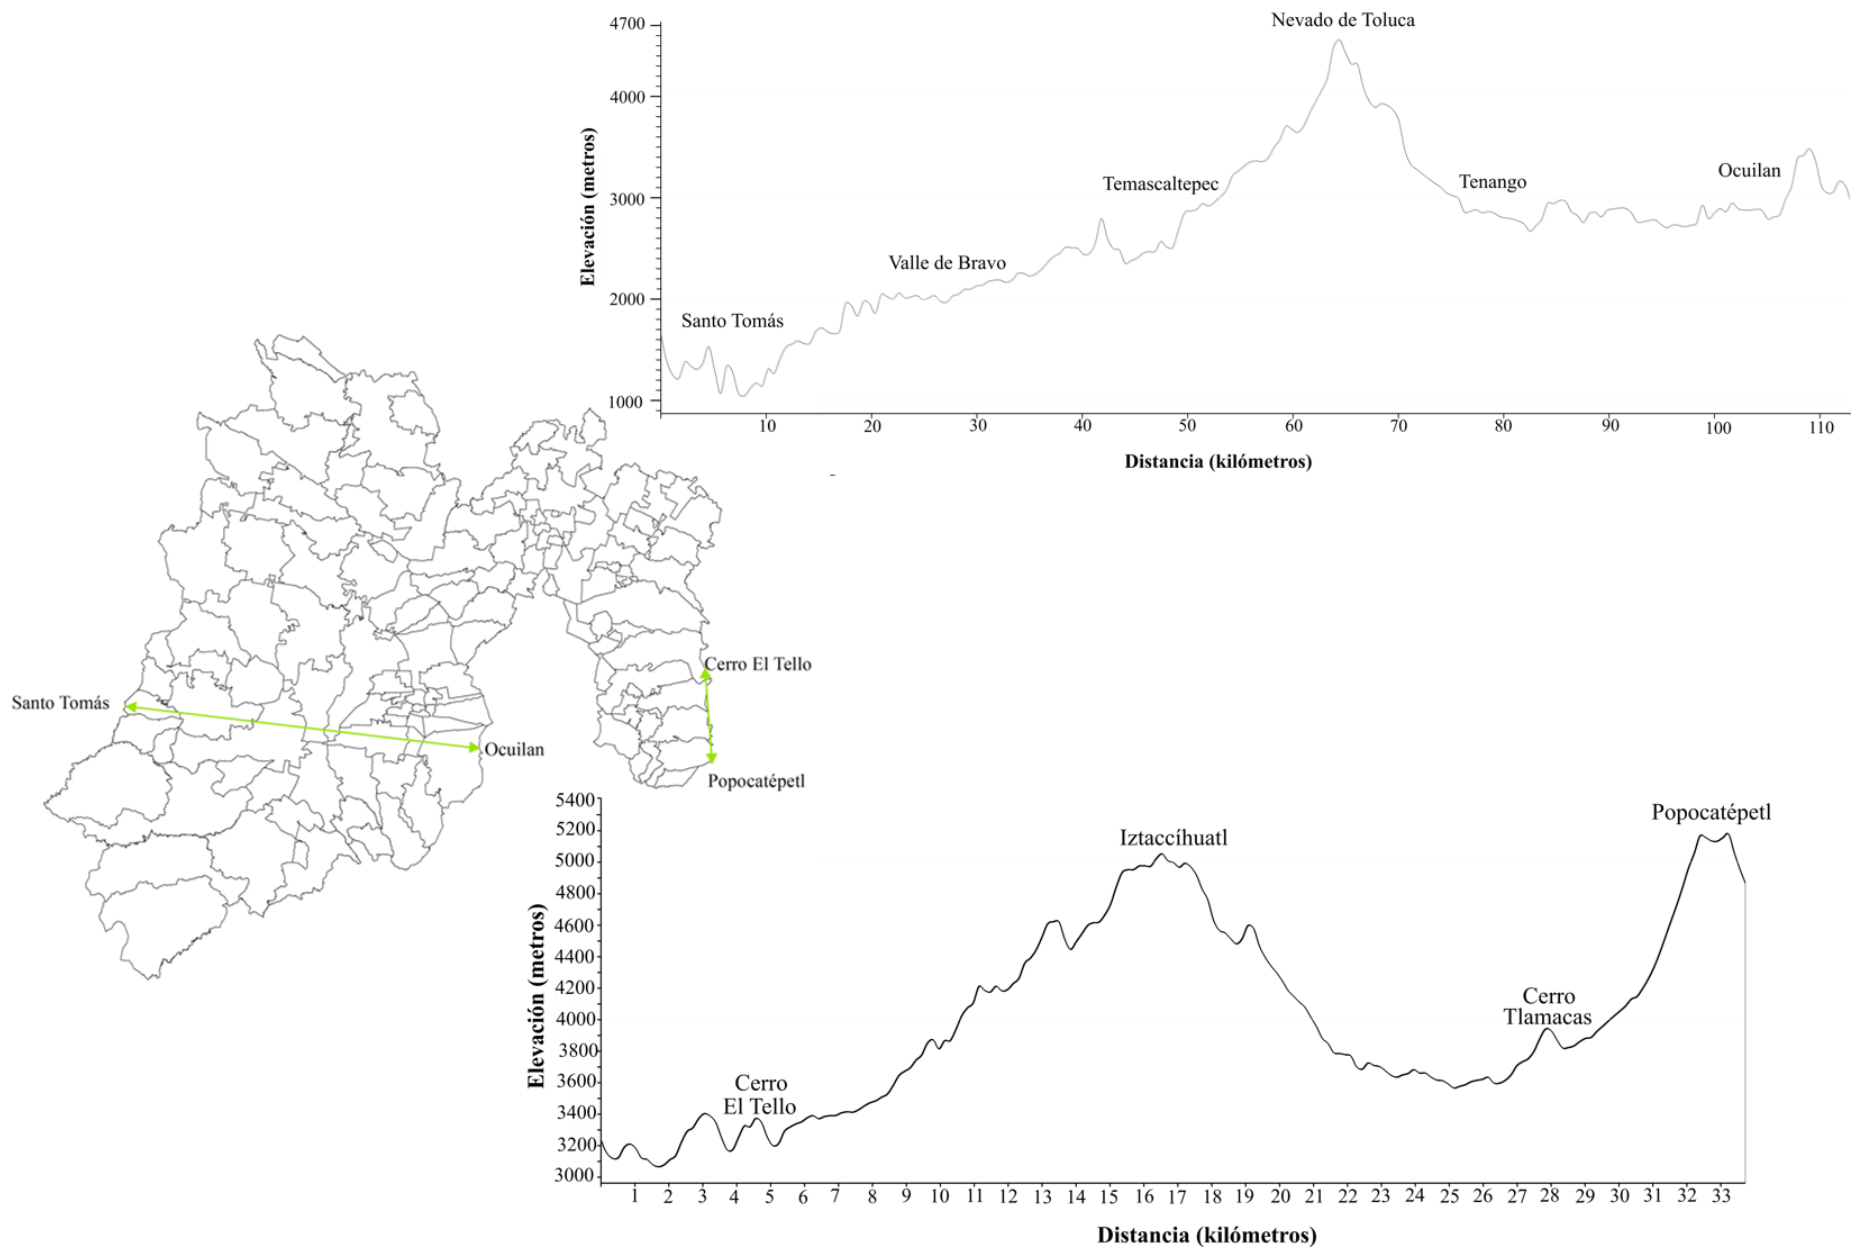 Nevado de Toluca
4700
4000
3000
2000
1000
Elevación (metros)
Santo Tomás
Valle de Bravo
Temascaltepec
Tenango
Ocuilan
10 20 30 40 50 60 70 80 90 100 110
Distancia (kilómetros)
Santo Tomás
Ocuilan
Cerro El Tello
Popocatépetl
5400
5200
5000
4800
4600
4400
4200
4000
3800
3600
3400
3200
3000
Elevación (metros)
Cerro
El Tello
Iztaccíhuatl
Cerro
Tlamacas
Popocatépetl
1 2 3 4 5 6 7 8 9 10 11 12 13 14 15 16 17 18 19 20 21 22 23 24 25 26 27 28 29 30 31 32 33
Distancia (kilómetros)